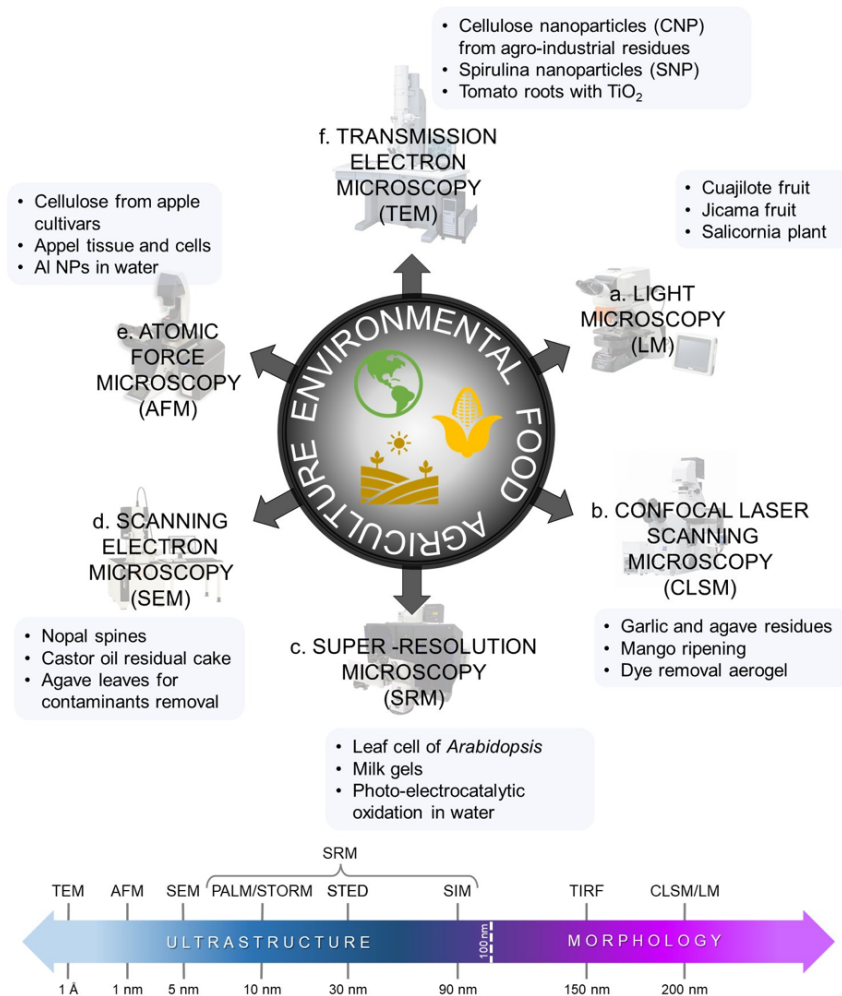 • Cellulose nanoparticles (CNP)
from agro-industrial residues
• Spirulina nanoparticles (SNP)
• Tomato roots with TiO₂
f. TRANSMISSION
ELECTRON
MICROSCOPY
(TEM)
• Cuajilote fruit
• Jicama fruit
• Salicornia plant
a. LIGHT
MICROSCOPY
(LM)
• Cellulose from apple
cultivars
• Appel tissue and cells
• Al NPs in water
e. ATOMIC
FORCE
MICROSCOPY
(AFM)
ENVIRONMENTAL
FOOD
AGRICULTURE
b. CONFOCAL LASER
SCANNING
MICROSCOPY
(CLSM)
• Garlic and agave residues
• Mango ripening
• Dye removal aerogel
d. SCANNING
ELECTRON
MICROSCOPY
(SEM)
• Nopal spines
• Castor oil residual cake
• Agave leaves for
contaminants removal
c. SUPER -RESOLUTION
MICROSCOPY
(SRM)
• Leaf cell of Arabidopsis
• Milk gels
• Photo-electrocatalytic
oxidation in water
SRM
TEM AFM SEM PALM/STORM STED SIM TIRF CLSM/LM
ULTRASTRUCTURE 100 nm MORPHOLOGY
1 Å 1 nm 5 nm 10 nm 30 nm 90 nm 150 nm 200 nm